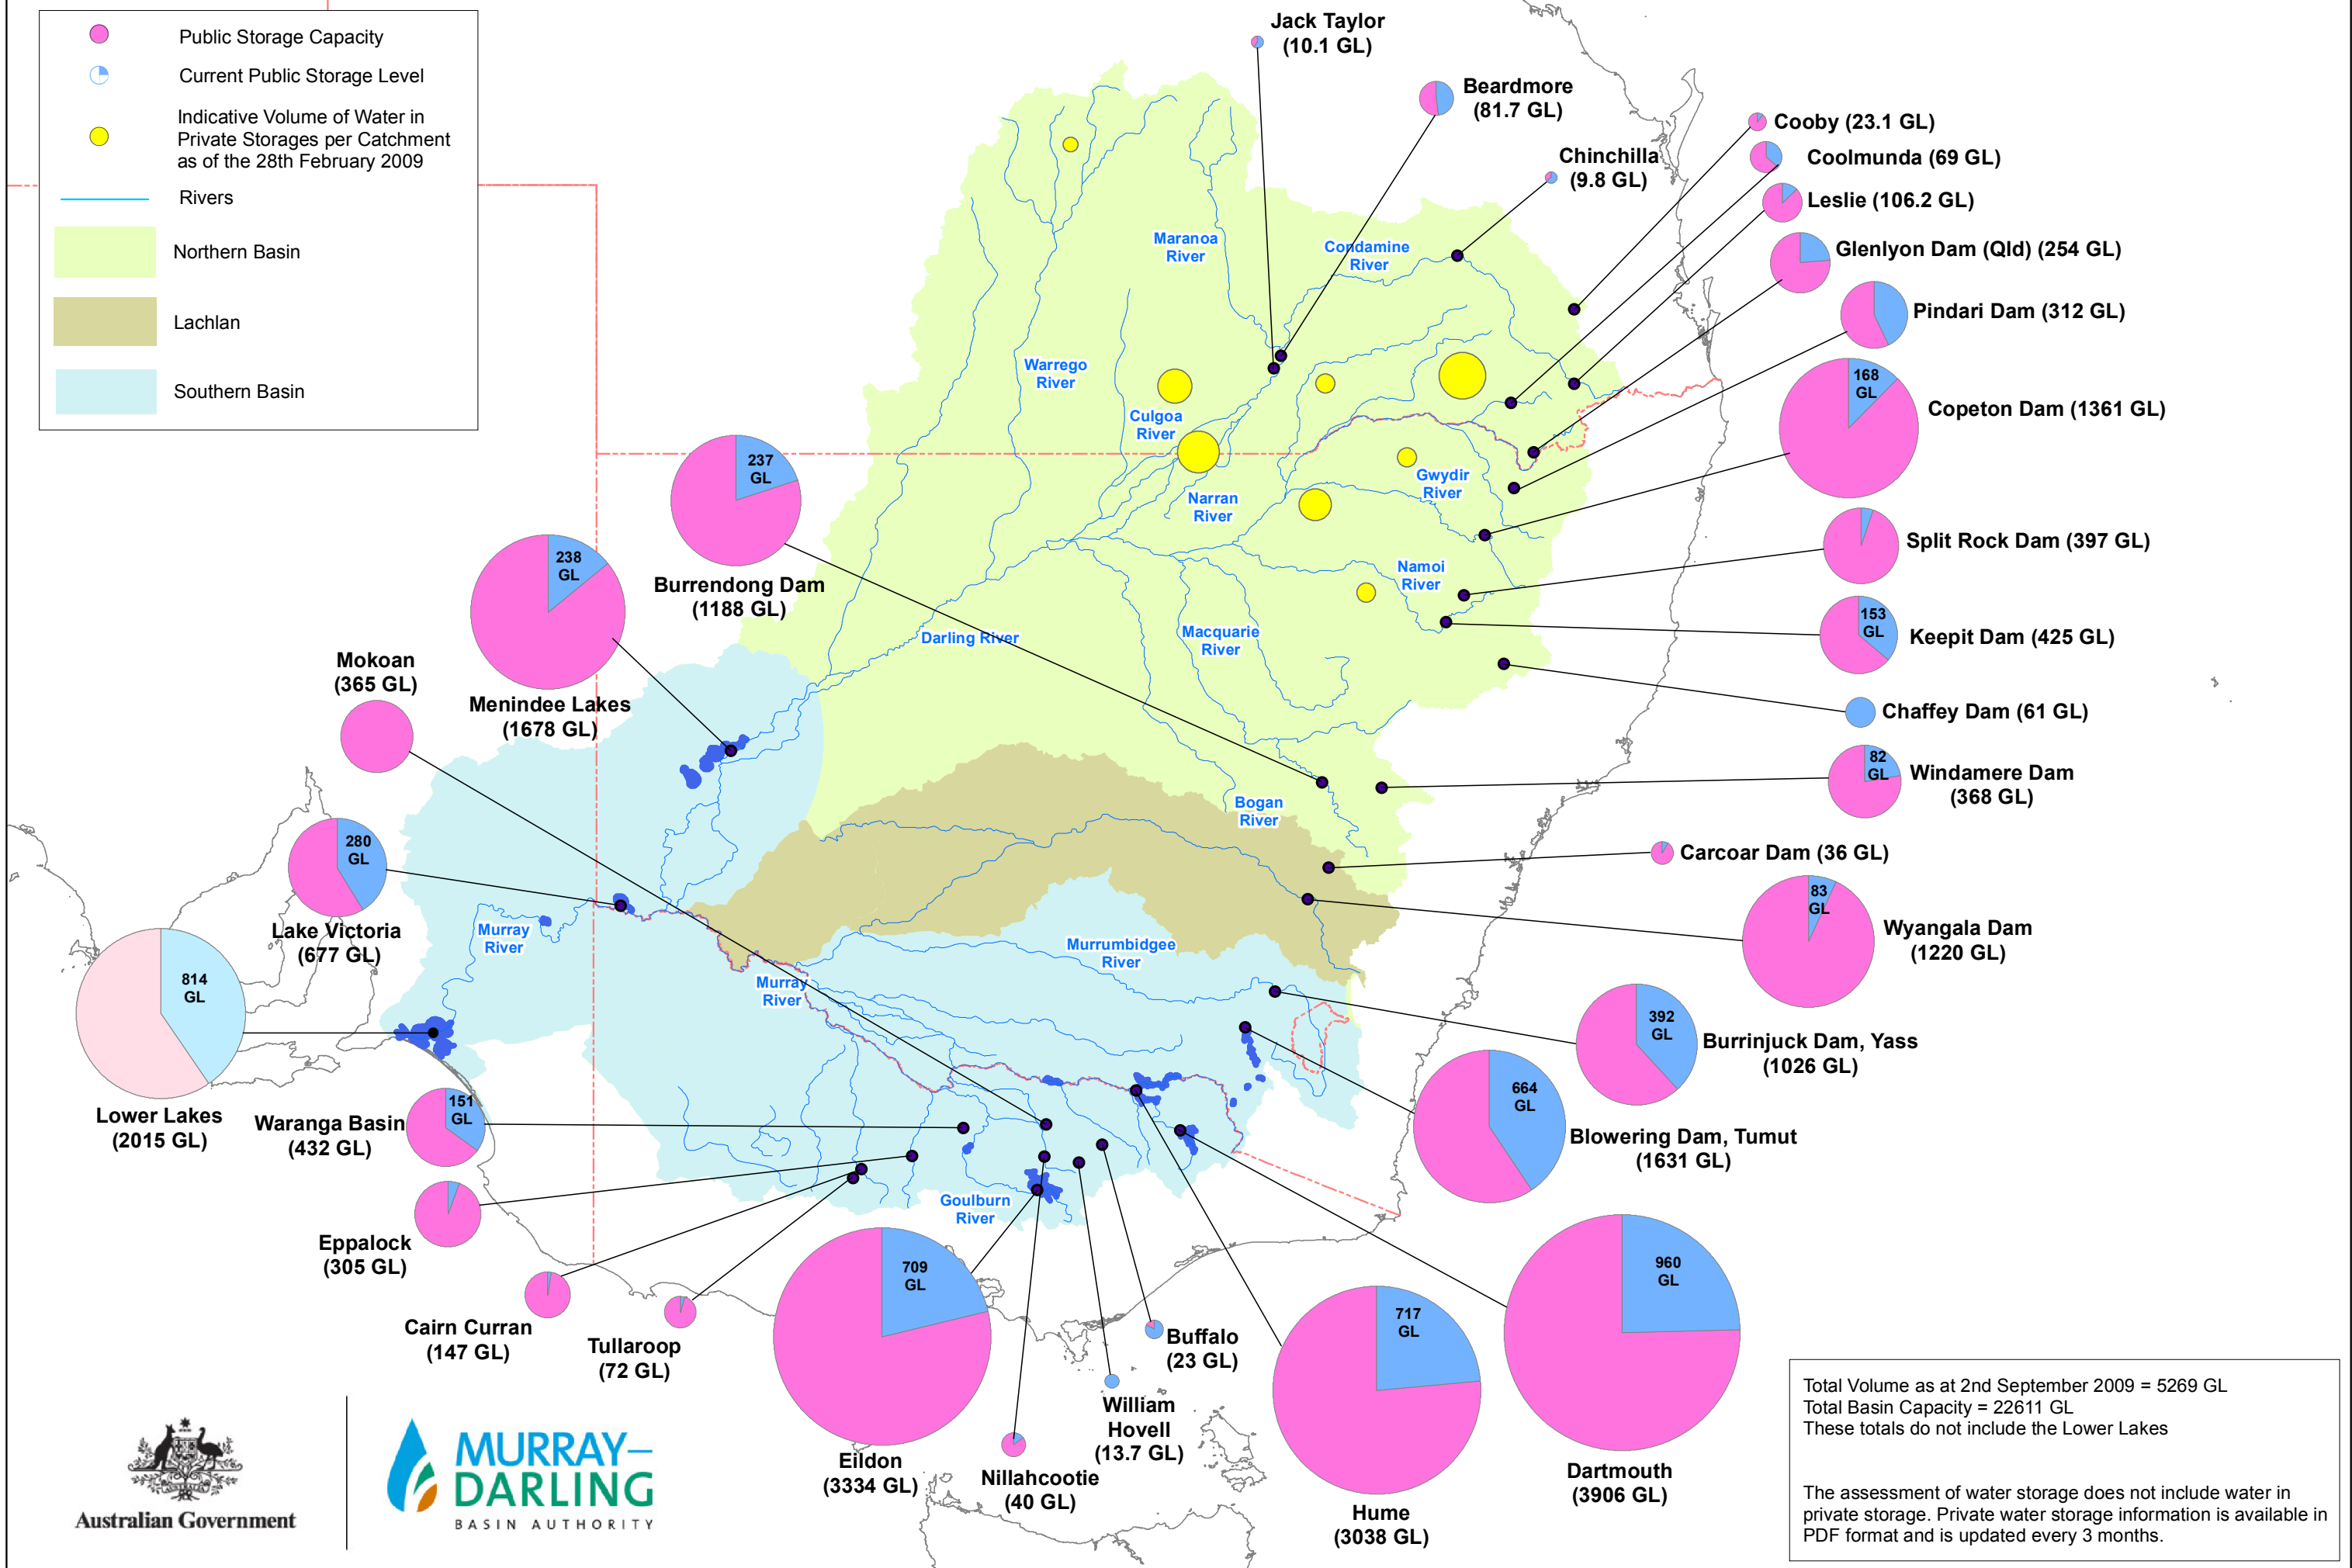 Public Storage Capacity
Current Public Storage Level
Indicative Volume of Water in
Private Storages per Catchment
as of the 28th February 2009
Rivers
Northern Basin
Lachlan
Southern Basin
Jack Taylor
(10.1 GL)
Beardmore
(81.7 GL)
Chinchilla
(9.8 GL)
Cooby (23.1 GL)
Coolmunda (69 GL)
Leslie (106.2 GL)
Glenlyon Dam (Qld) (254 GL)
Pindari Dam (312 GL)
168
GL
Copeton Dam (1361 GL)
Split Rock Dam (397 GL)
153
GL
Keepit Dam (425 GL)
Chaffey Dam (61 GL)
82
GL
Windamere Dam
(368 GL)
Carcoar Dam (36 GL)
83
GL
Wyangala Dam
(1220 GL)
392
GL
Burrinjuck Dam, Yass
(1026 GL)
664
GL
Blowering Dam, Tumut
(1631 GL)
960
GL
Dartmouth
(3906 GL)
717
GL
Hume
(3038 GL)
Buffalo
(23 GL)
William
Hovell
(13.7 GL)
Nillahcootie
(40 GL)
709
GL
Eildon
(3334 GL)
Tullaroop
(72 GL)
Cairn Curran
(147 GL)
Eppalock
(305 GL)
151
GL
Waranga Basin
(432 GL)
814
GL
Lower Lakes
(2015 GL)
280
GL
Lake Victoria
(677 GL)
Mokoan
(365 GL)
238
GL
Menindee Lakes
(1678 GL)
237
GL
Burrendong Dam
(1188 GL)
Maranoa
River
Condamine
River
Warrego
River
Culgoa
River
Narran
River
Gwydir
River
Namoi
River
Darling River
Macquarie
River
Bogan
River
Murray
River
Murrumbidgee
River
Murray
River
Goulburn
River
Australian Government
MURRAY–
DARLING
BASIN AUTHORITY
Total Volume as at 2nd September 2009 = 5269 GL
Total Basin Capacity = 22611 GL
These totals do not include the Lower Lakes
The assessment of water storage does not include water in
private storage. Private water storage information is available in
PDF format and is updated every 3 months.